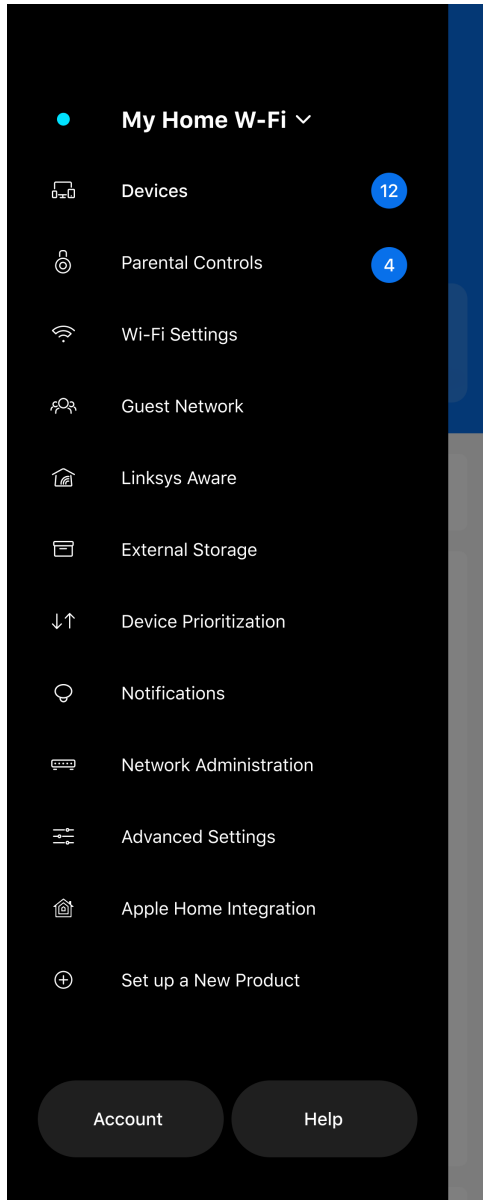 My Home W-Fi
Devices 12
Parental Controls 4
Wi-Fi Settings
Guest Network
Linksys Aware
External Storage
Device Prioritization
Notifications
Network Administration
Advanced Settings
Apple Home Integration
Set up a New Product
Account Help